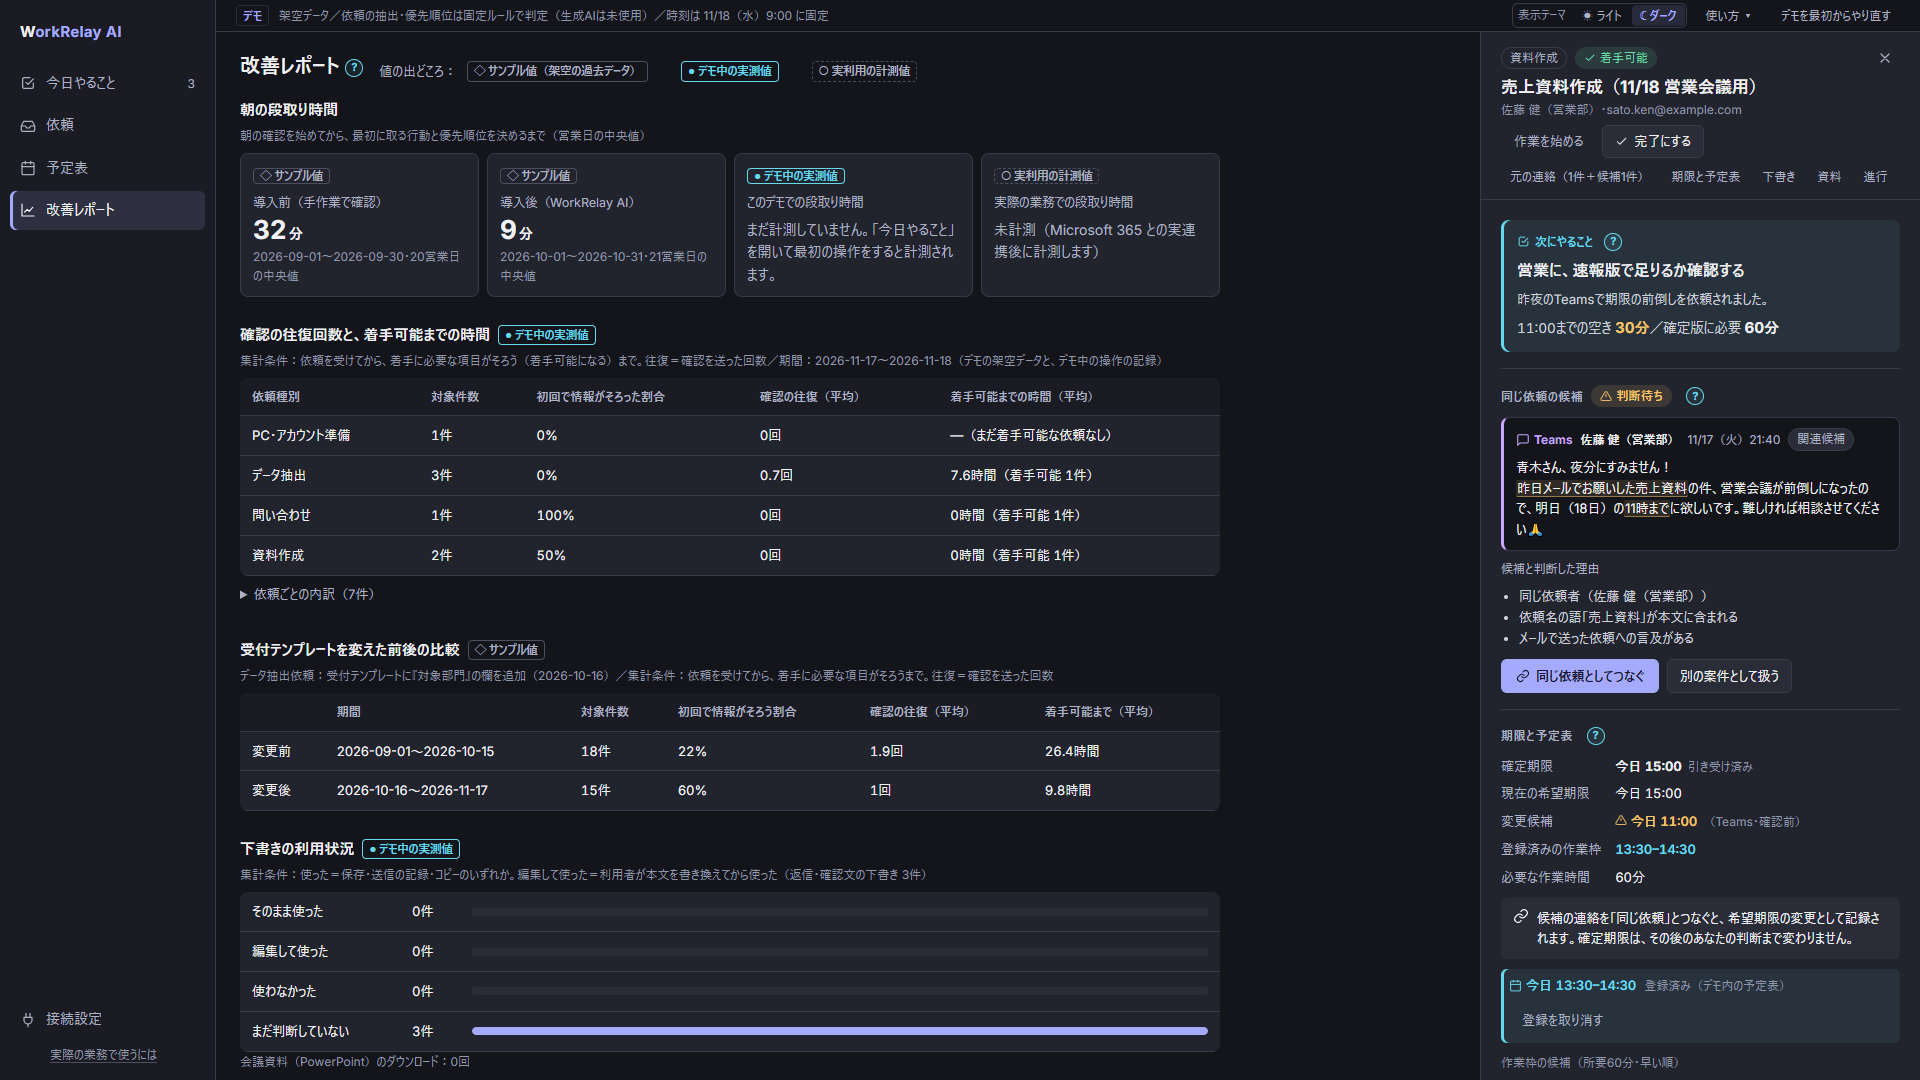 WorkRelay AI
今日やること 3
依頼
予定表
改善レポート
接続設定
実際の業務で使うには
デモ 架空データ／依頼の抽出・優先順位は固定ルールで判定（生成AIは未使用）／時刻は 11/18（水）9:00 に固定
表示テーマ ライト ダーク 使い方 ▼ デモを最初からやり直す
改善レポート ? 値の出どころ： ◇サンプル値（架空の過去データ） ●デモ中の実測値 ○実利用の計測値
朝の段取り時間
朝の確認を始めてから、最初に取る行動と優先順位を決めるまで（営業日の中央値）
◇サンプル値
導入前（手作業で確認）
32分
2026-09-01〜2026-09-30・20営業日
の中央値
◇サンプル値
導入後（WorkRelay AI）
9分
2026-10-01〜2026-10-31・21営業日の
中央値
●デモ中の実測値
このデモでの段取り時間
まだ計測していません。「今日やること」
を開いて最初の操作をすると計測され
ます。
○実利用の計測値
実際の業務での段取り時間
未計測（Microsoft 365 との実連
携後に計測します）
確認の往復回数と、着手可能までの時間 ●デモ中の実測値
集計条件：依頼を受けてから、着手に必要な項目がそろう（着手可能になる）まで。往復＝確認を送った回数／期間：2026-11-17〜2026-11-18（デモの架空データと、デモ中の操作の記録）
依頼種別 対象件数 初回で情報がそろった割合 確認の往復（平均） 着手可能までの時間（平均）
PC・アカウント準備 1件 0% 0回 —（まだ着手可能な依頼なし）
データ抽出 3件 0% 0.7回 7.6時間（着手可能 1件）
問い合わせ 1件 100% 0回 0時間（着手可能 1件）
資料作成 2件 50% 0回 0時間（着手可能 1件）
▶ 依頼ごとの内訳（7件）
受付テンプレートを変えた前後の比較 ◇サンプル値
データ抽出依頼：受付テンプレートに『対象部門』の欄を追加（2026-10-16）／集計条件：依頼を受けてから、着手に必要な項目がそろうまで。往復＝確認を送った回数
期間 対象件数 初回で情報がそろう割合 確認の往復（平均） 着手可能まで（平均）
変更前 2026-09-01〜2026-10-15 18件 22% 1.9回 26.4時間
変更後 2026-10-16〜2026-11-17 15件 60% 1回 9.8時間
下書きの利用状況 ●デモ中の実測値
集計条件：使った＝保存・送信の記録・コピーのいずれか。編集して使った＝利用者が本文を書き換えてから使った（返信・確認文の下書き 3件）
そのまま使った 0件
編集して使った 0件
使わなかった 0件
まだ判断していない 3件
会議資料（PowerPoint）のダウンロード：0回
資料作成 着手可能
売上資料作成（11/18 営業会議用）
佐藤 健（営業部）・sato.ken@example.com
作業を始める 完了にする
元の連絡（1件＋候補1件） 期限と予定表 下書き 資料 進行
次にやること ?
営業に、速報版で足りるか確認する
昨夜のTeamsで期限の前倒しを依頼されました。
11:00までの空き 30分／確定版に必要 60分
同じ依頼の候補 判断待ち ?
Teams 佐藤 健（営業部） 11/17（火）21:40 関連候補
青木さん、夜分にすみません！
昨日メールでお願いした売上資料の件、営業会議が前倒しになったの
で、明日（18日）の11時までに欲しいです。難しければ相談させてくださ
い🙏
候補と判断した理由
• 同じ依頼者（佐藤 健（営業部））
• 依頼名の語「売上資料」が本文に含まれる
• メールで送った依頼への言及がある
同じ依頼としてつなぐ 別の案件として扱う
期限と予定表 ?
確定期限 今日 15:00 引き受け済み
現在の希望期限 今日 15:00
変更候補 今日 11:00 （Teams・確認前）
登録済みの作業枠 13:30–14:30
必要な作業時間 60分
候補の連絡を「同じ依頼」とつなぐと、希望期限の変更として記録さ
れます。確定期限は、その後のあなたの判断まで変わりません。
今日 13:30–14:30 登録済み（デモ内の予定表）
登録を取り消す
作業枠の候補（所要60分・早い順）